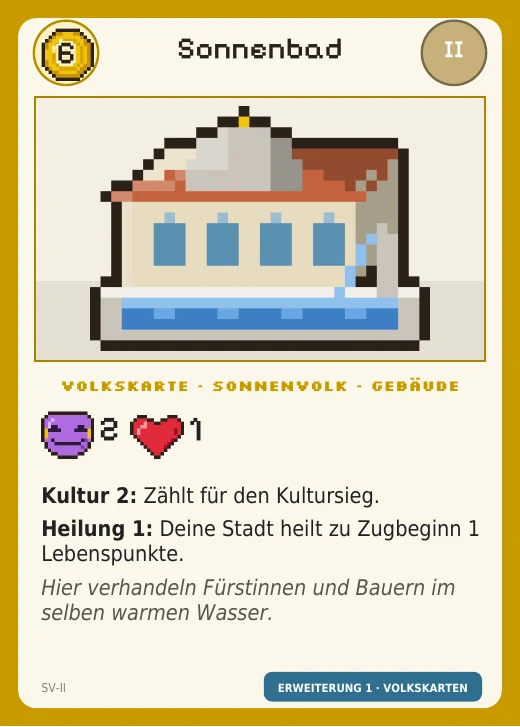 6
Sonnenbad
II
VOLKSKARTE · SONNENVOLK · GEBÄUDE
2
1
Kultur 2: Zählt für den Kultursieg.
Heilung 1: Deine Stadt heilt zu Zugbeginn 1
Lebenspunkte.
Hier verhandeln Fürstinnen und Bauern im
selben warmen Wasser.
SV-II
ERWEITERUNG 1 · VOLKSKARTEN